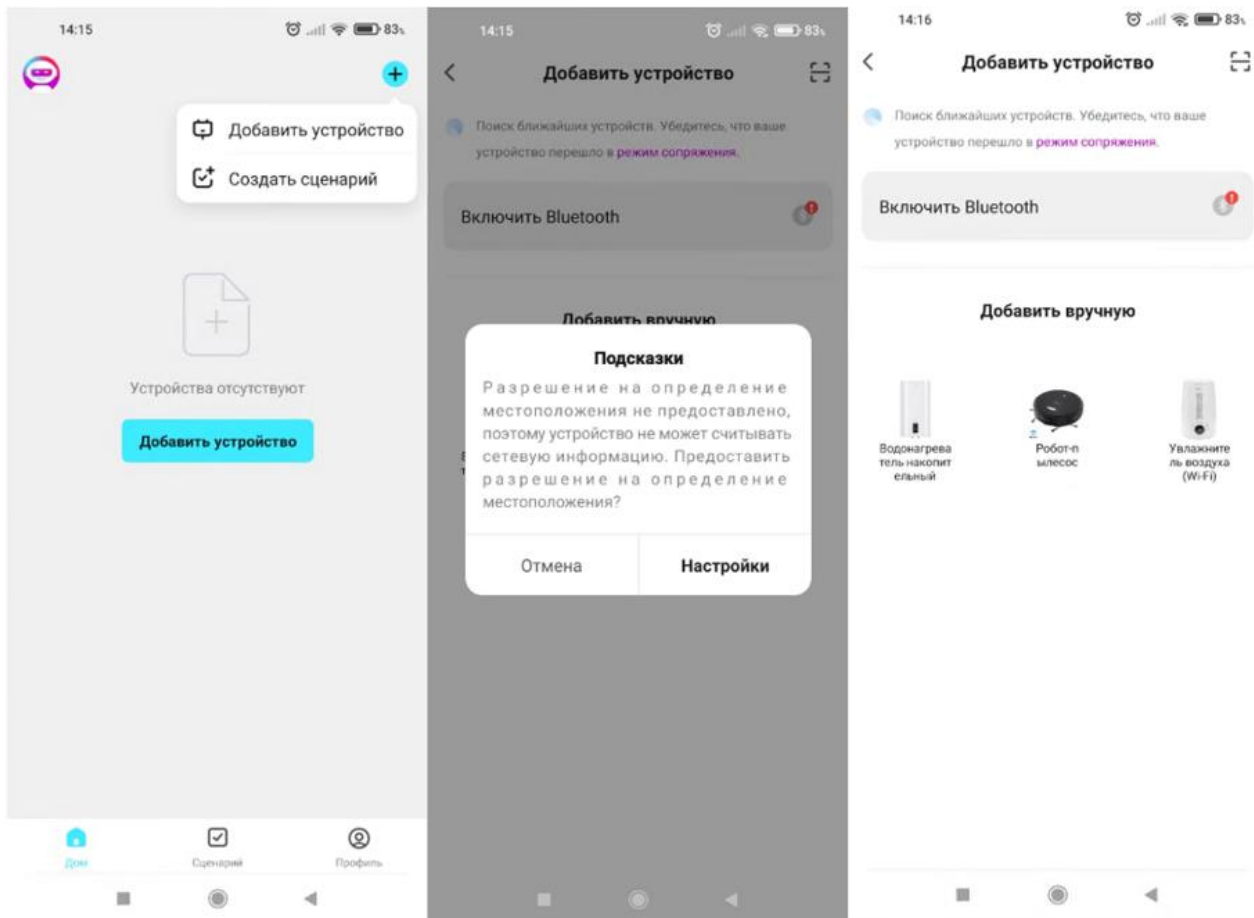 14:15
83%
Добавить устройство
Создать сценарий
Устройства отсутствуют
Добавить устройство
Дом
Сценарий
Профиль
14:15
83%
Добавить устройство
Поиск ближайших устройств. Убедитесь, что ваше
устройство перешло в режим сопряжения.
Включить Bluetooth
Добавить вручную
Подсказки
Разрешение на определение
местоположения не предоставлено,
поэтому устройство не может считывать
сетевую информацию. Предоставить
разрешение на определение
местоположения?
Отмена
Настройки
14:16
83%
Добавить устройство
Поиск ближайших устройств. Убедитесь, что ваше
устройство перешло в режим сопряжения.
Включить Bluetooth
Добавить вручную
Водонагрева
тель накопит
ельный
Робот-п
ылесос
Увлажните
ль воздуха
(Wi-Fi)